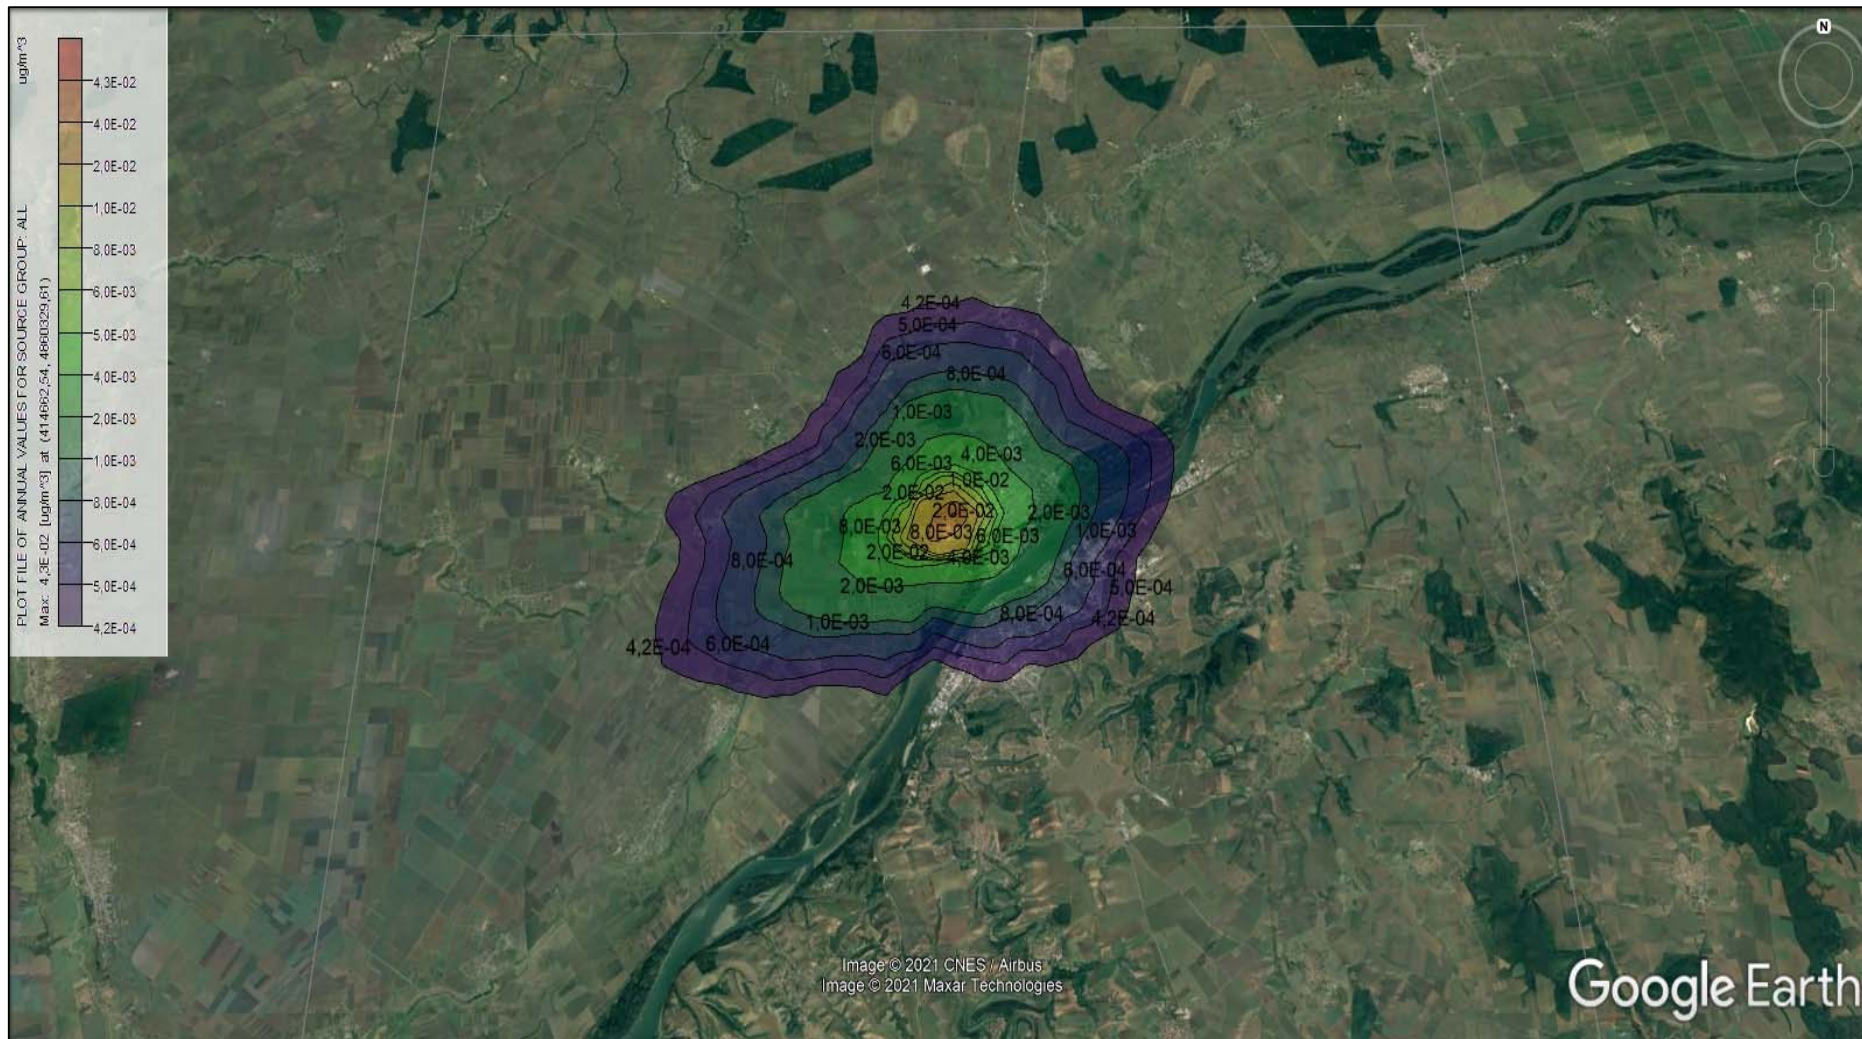 PLOT FILE OF ANNUAL VALUES FOR SOURCE GROUP: ALL
ug/m^3
Max: 4,3E-02 [ug/m^3] at (414662,54, 4860329,61)
4,3E-02
4,0E-02
2,0E-02
1,0E-02
8,0E-03
6,0E-03
5,0E-03
4,0E-03
2,0E-03
1,0E-03
8,0E-04
6,0E-04
5,0E-04
4,2E-04
N
4,2E-04
5,0E-04
6,0E-04
8,0E-04
1,0E-03
2,0E-03
4,0E-03
6,0E-03
1,0E-02
2,0E-02
2,0E-02
2,0E-03
8,0E-03
8,0E-03
6,0E-03
1,0E-03
2,0E-02
4,0E-03
8,0E-04
6,0E-04
2,0E-03
5,0E-04
8,0E-04
4,2E-04
1,0E-03
6,0E-04
4,2E-04
Image © 2021 CNES / Airbus
Image © 2021 Maxar Technologies
Google Earth